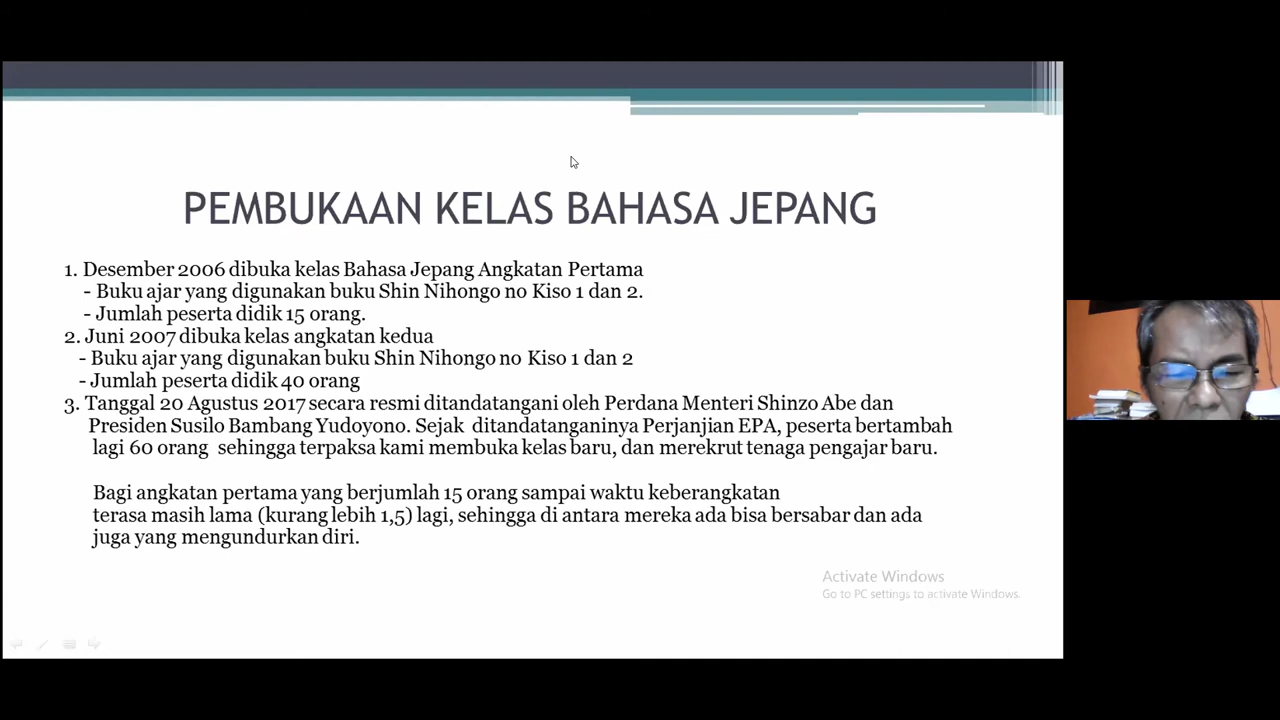 PEMBUKAAN KELAS BAHASA JEPANG
1. Desember 2006 dibuka kelas Bahasa Jepang Angkatan Pertama
- Buku ajar yang digunakan buku Shin Nihongo no Kiso 1 dan 2.
- Jumlah peserta didik 15 orang.
2. Juni 2007 dibuka kelas angkatan kedua
- Buku ajar yang digunakan buku Shin Nihongo no Kiso 1 dan 2
- Jumlah peserta didik 40 orang
3. Tanggal 20 Agustus 2017 secara resmi ditandatangani oleh Perdana Menteri Shinzo Abe dan
Presiden Susilo Bambang Yudoyono. Sejak ditandatanganinya Perjanjian EPA, peserta bertambah
lagi 60 orang sehingga terpaksa kami membuka kelas baru, dan merekrut tenaga pengajar baru.
Bagi angkatan pertama yang berjumlah 15 orang sampai waktu keberangkatan
terasa masih lama (kurang lebih 1,5) lagi, sehingga di antara mereka ada bisa bersabar dan ada
juga yang mengundurkan diri.
Activate Windows
Go to PC settings to activate Windows.